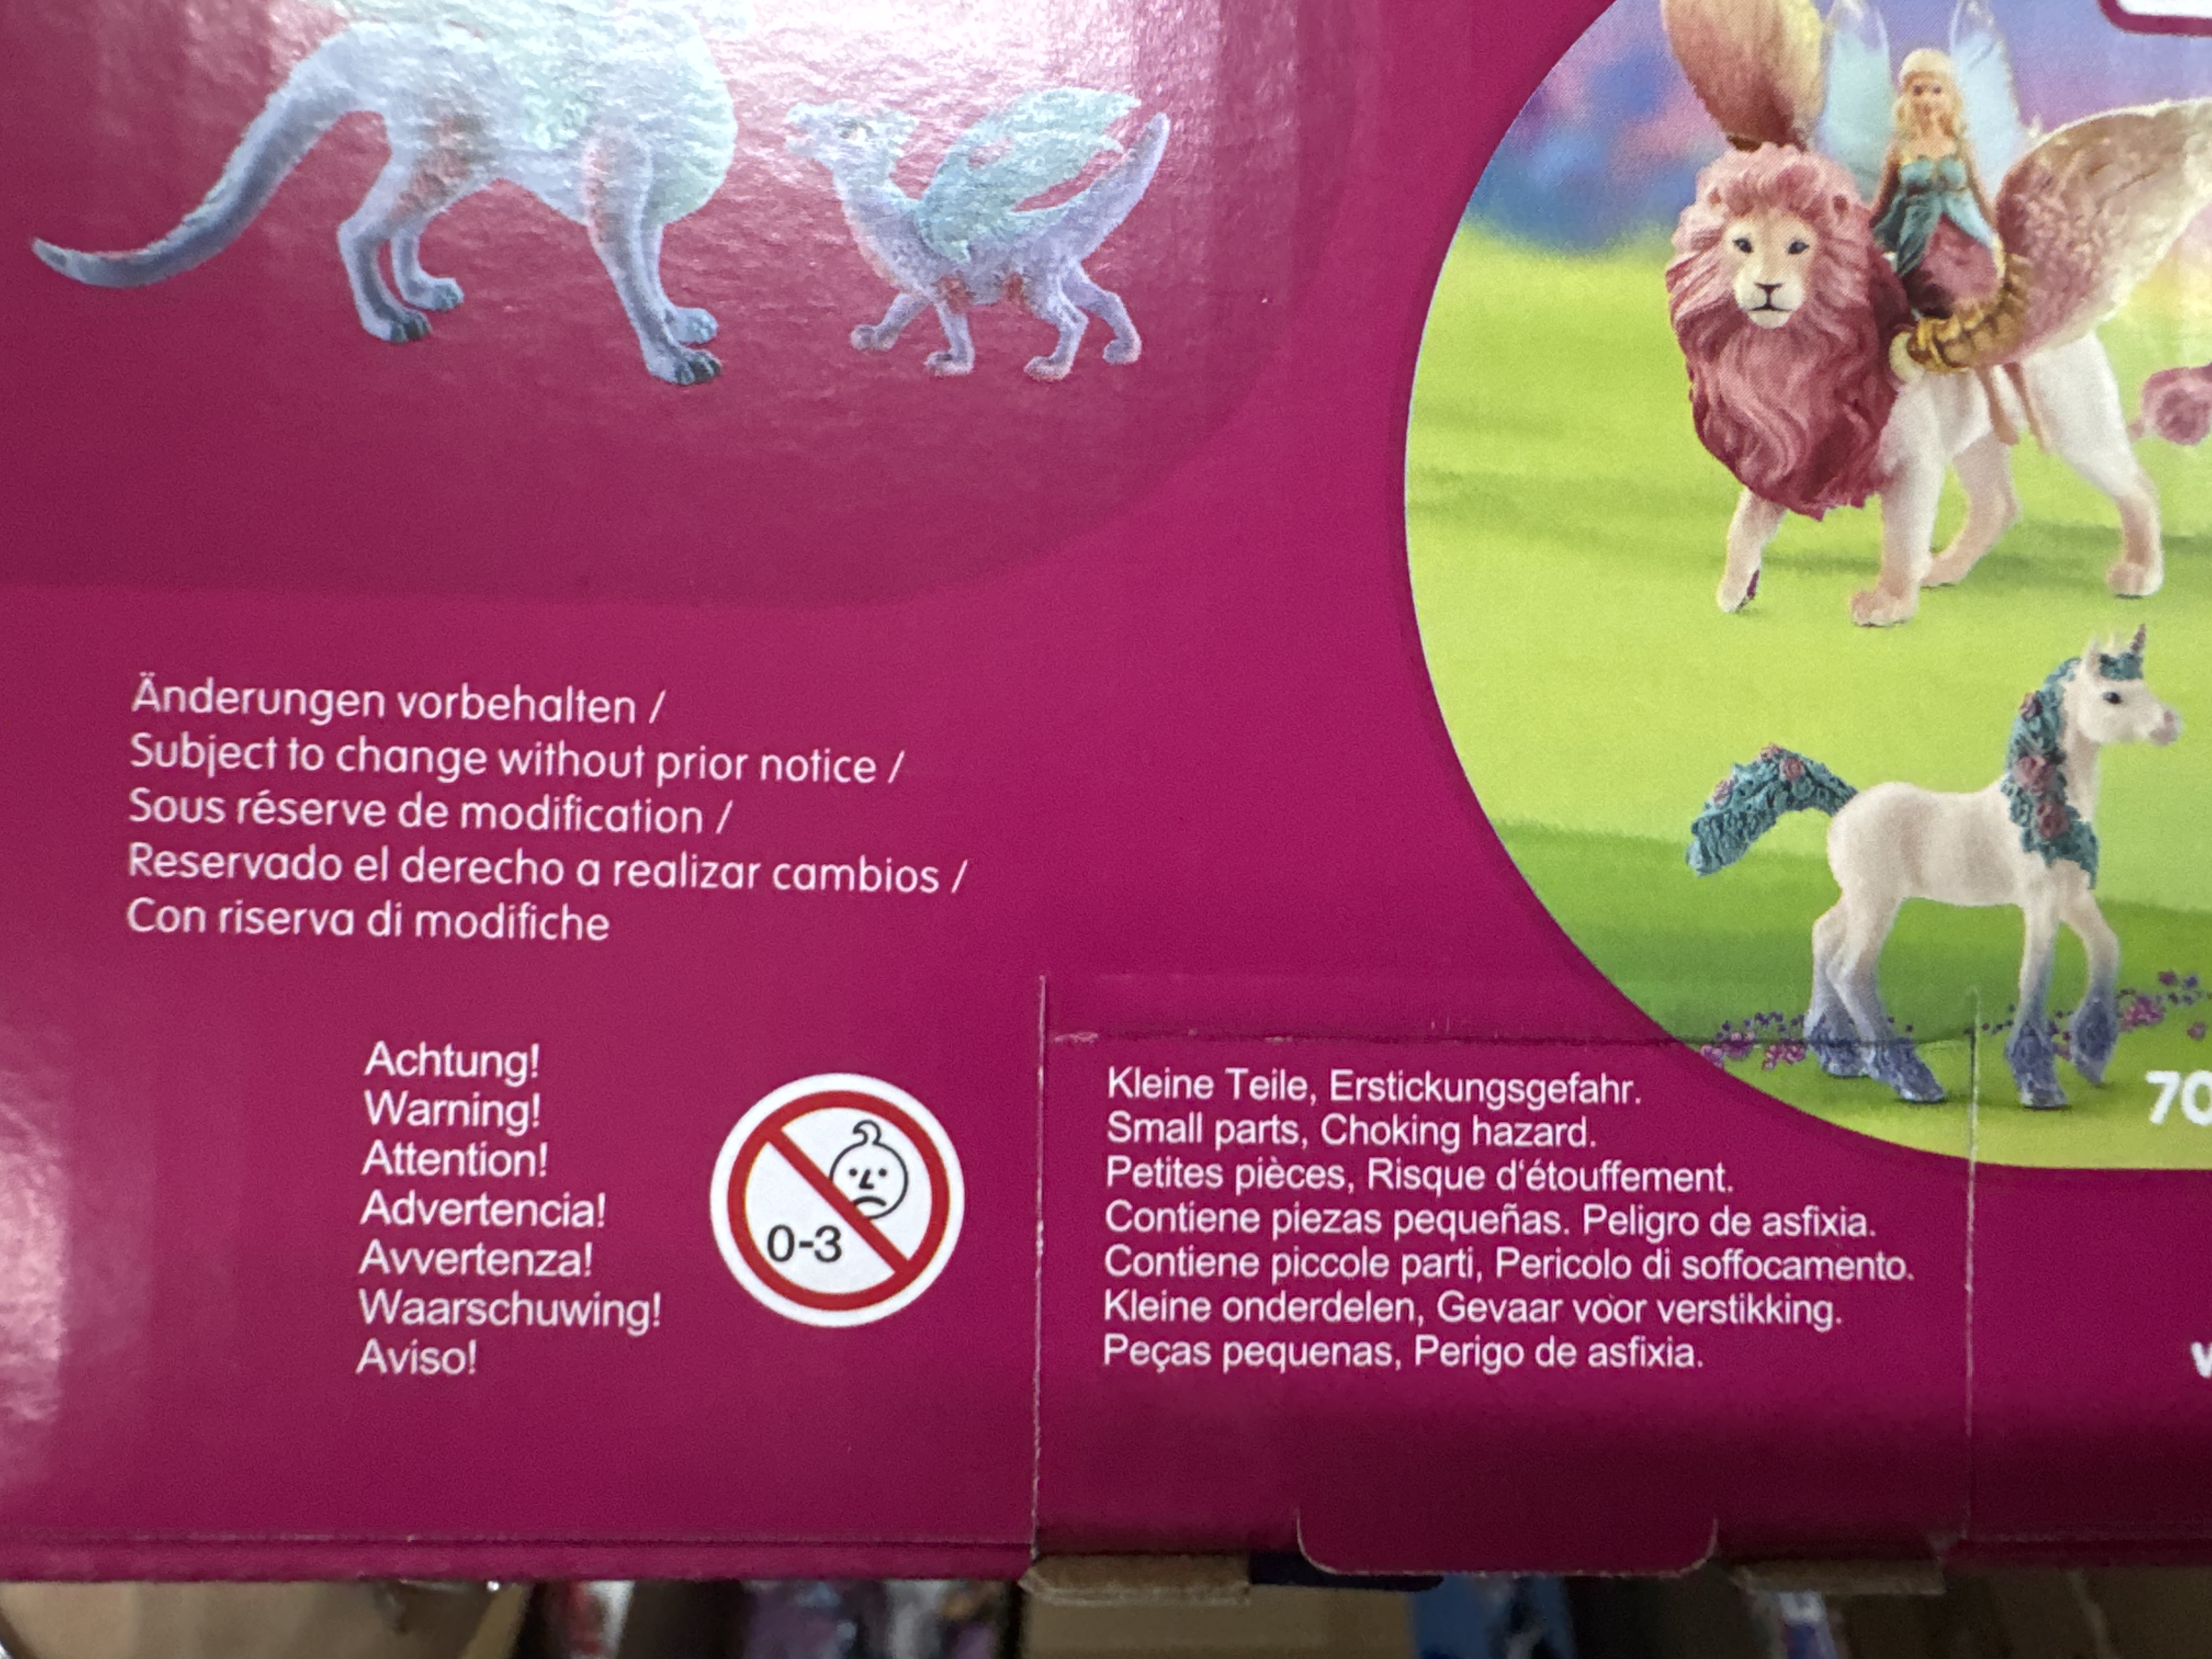 Änderungen vorbehalten /
Subject to change without prior notice /
Sous réserve de modification /
Reservado el derecho a realizar cambios /
Con riserva di modifiche
Achtung!
Warning!
Attention!
Advertencia!
Avvertenza!
Waarschuwing!
Aviso!
0-3
Kleine Teile, Erstickungsgefahr.
Small parts, Choking hazard.
Petites pièces, Risque d‘étouffement.
Contiene piezas pequeñas. Peligro de asfixia.
Contiene piccole parti, Pericolo di soffocamento.
Kleine onderdelen, Gevaar voor verstikking.
Peças pequenas, Perigo de asfixia.
70